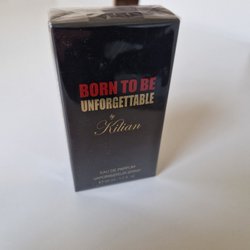 BORN TO BE
UNFORGETTABLE
by
Kilian
EAU DE PARFUM